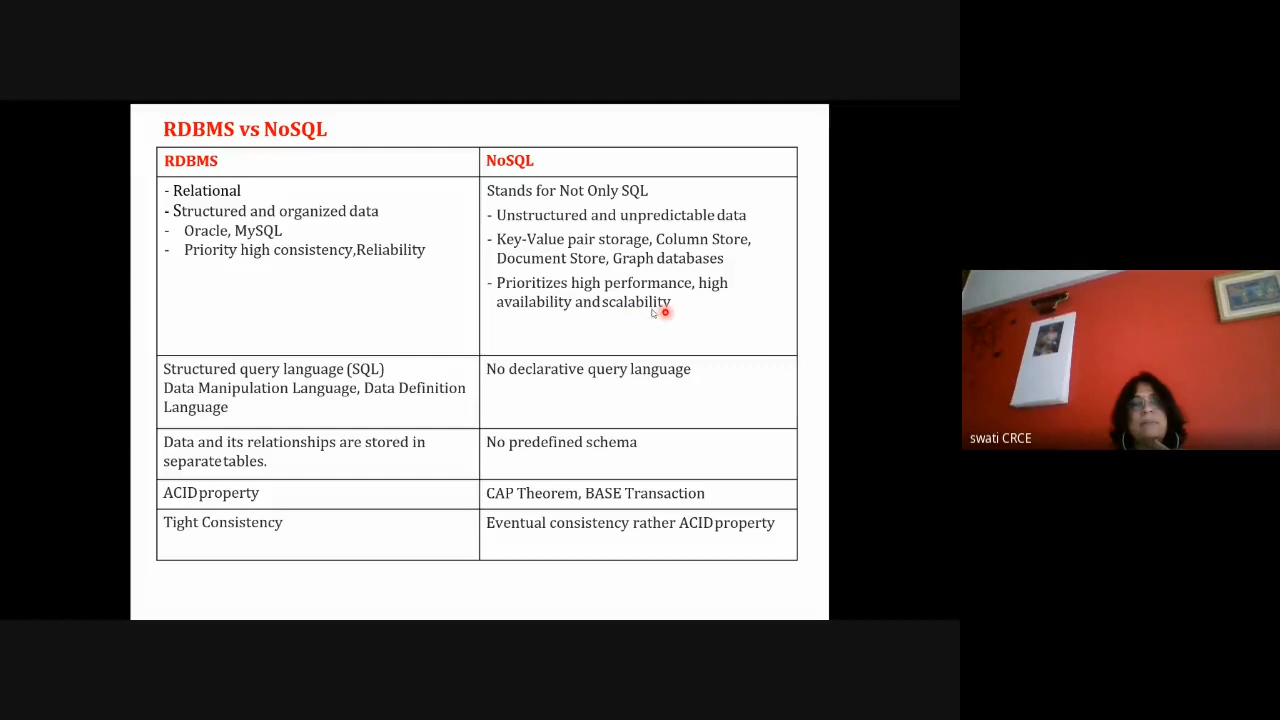 RDBMS vs NoSQL
RDBMS
NoSQL
- Relational
- Structured and organized data
- Oracle, MySQL
- Priority high consistency,Reliability
Stands for Not Only SQL
- Unstructured and unpredictable data
- Key-Value pair storage, Column Store,
Document Store, Graph databases
- Prioritizes high performance, high
availability and scalability
Structured query language (SQL)
Data Manipulation Language, Data Definition
Language
No declarative query language
Data and its relationships are stored in
separate tables.
No predefined schema
ACID property
CAP Theorem, BASE Transaction
Tight Consistency
Eventual consistency rather ACID property
swati CRCE